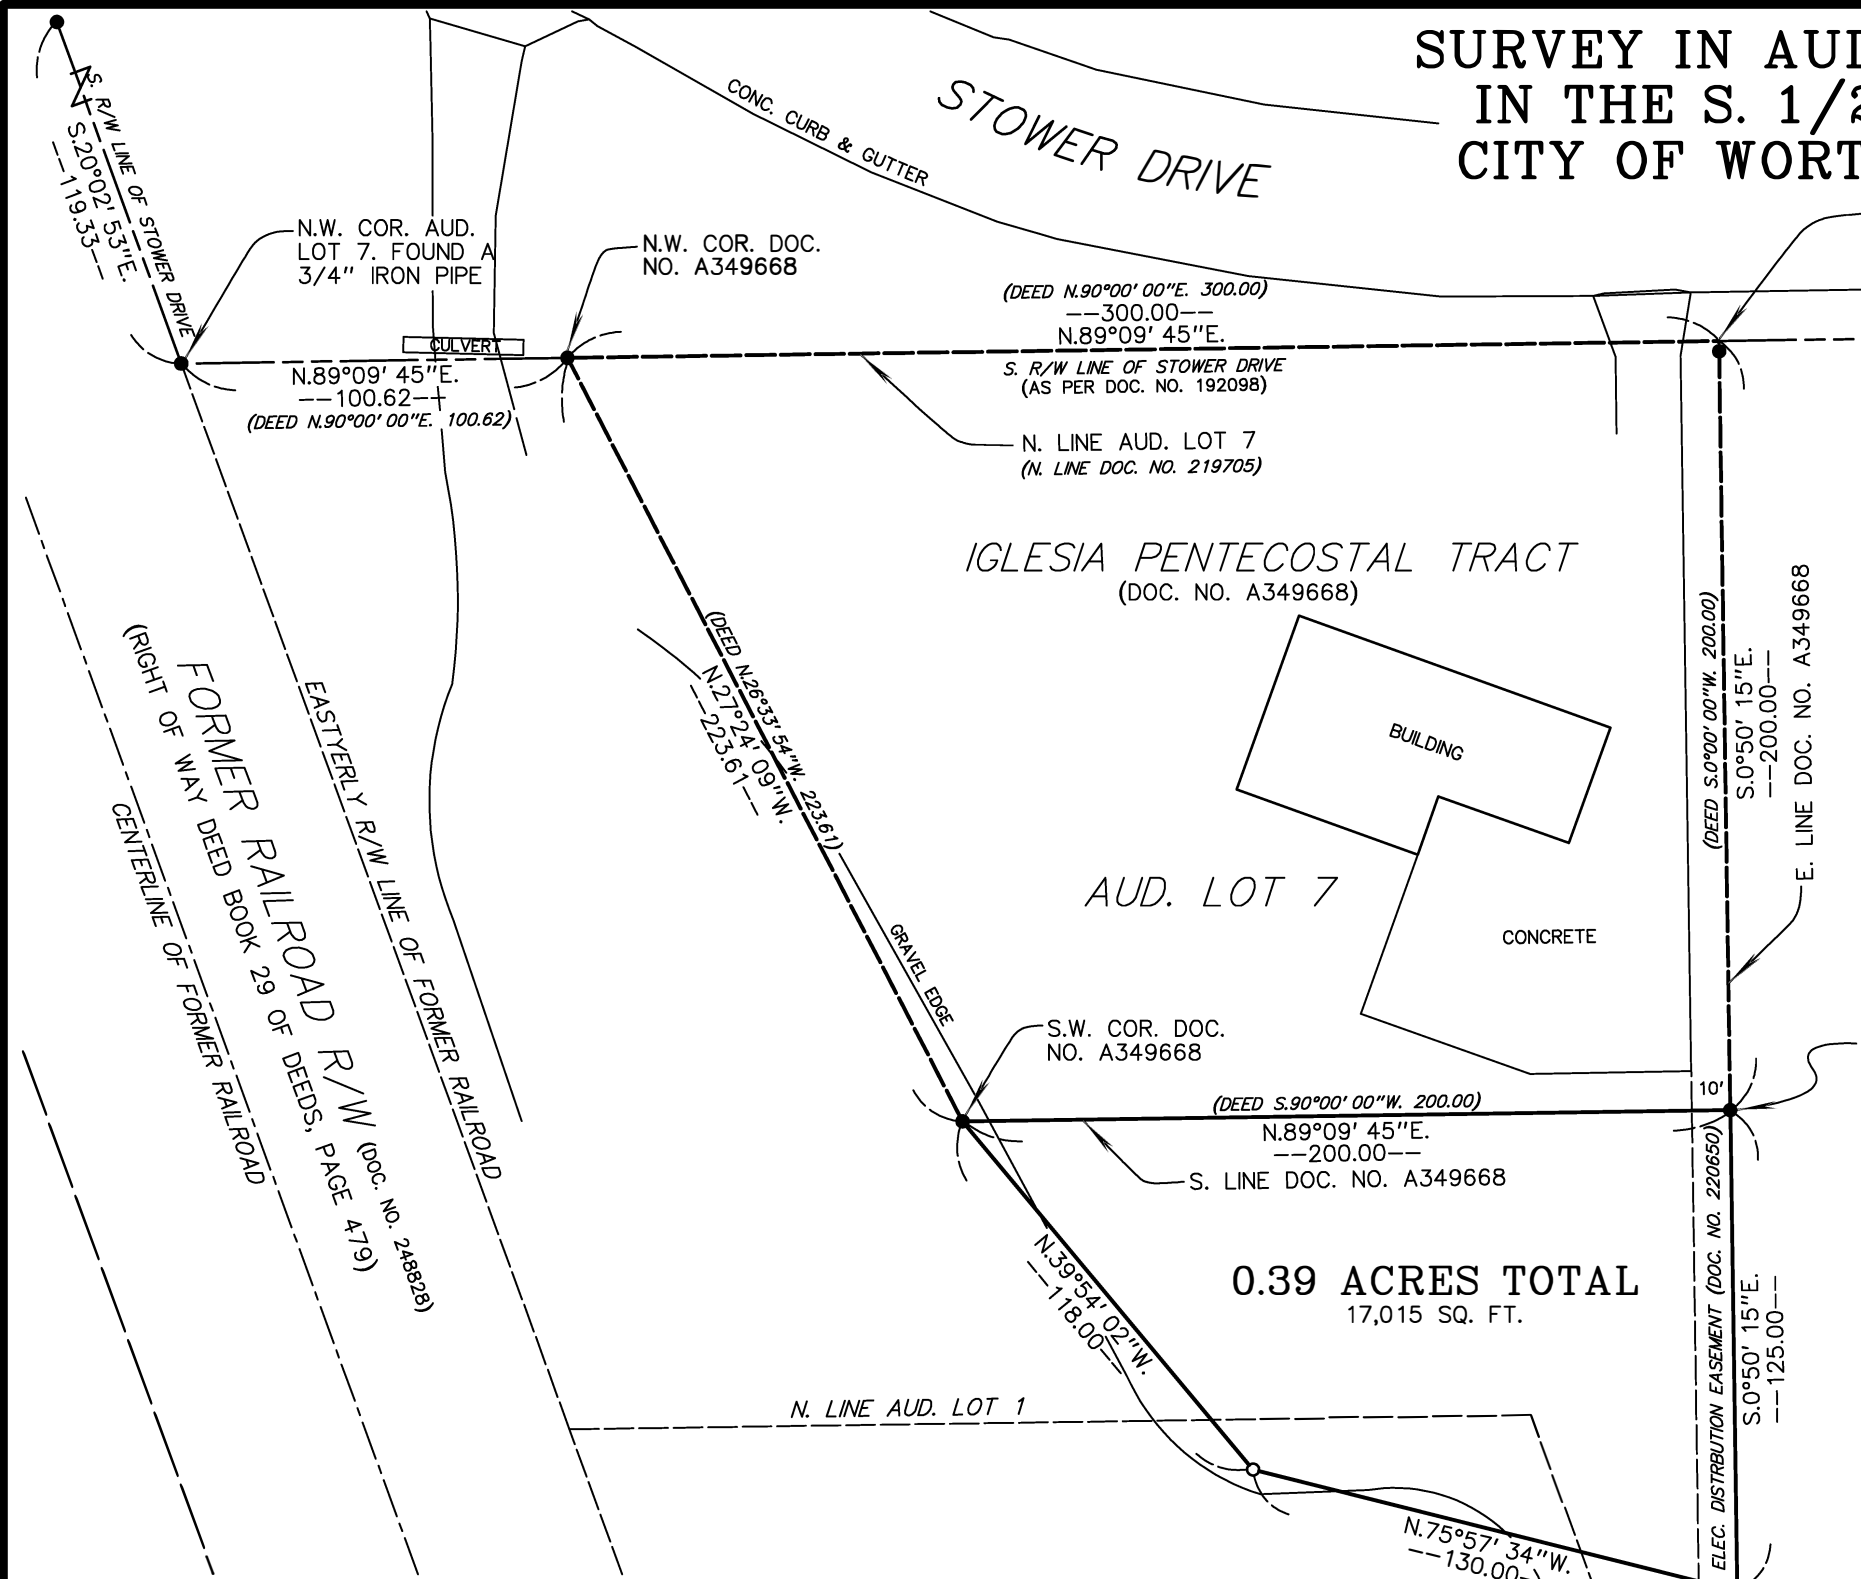 SURVEY IN AUD
IN THE S. 1/2
CITY OF WORT
STOWER DRIVE
CONC. CURB & GUTTER
S. R/W LINE OF STOWER DRIVE
S.20°02'53"E.
--119.33--
N.W. COR. AUD.
LOT 7. FOUND A
3/4" IRON PIPE
N.W. COR. DOC.
NO. A349668
(DEED N.90°00'00"E. 300.00)
--300.00--
N.89°09'45"E.
S. R/W LINE OF STOWER DRIVE
(AS PER DOC. NO. 192098)
CULVERT
N.89°09'45"E.
--100.62--
(DEED N.90°00'00"E. 100.62)
N. LINE AUD. LOT 7
(N. LINE DOC. NO. 219705)
IGLESIA PENTECOSTAL TRACT
(DOC. NO. A349668)
BUILDING
(DEED S.0°00'00"W. 200.00)
S.0°50'15"E.
--200.00--
E. LINE DOC. NO. A349668
(DEED N.26°33'54"W. 223.61)
N.27°24'09"W.
--223.61--
AUD. LOT 7
CONCRETE
GRAVEL EDGE
FORMER RAILROAD R/W (DOC. NO. 248828)
(RIGHT OF WAY DEED BOOK 29 OF DEEDS, PAGE 479)
CENTERLINE OF FORMER RAILROAD
EASTYERLY R/W LINE OF FORMER RAILROAD
S.W. COR. DOC.
NO. A349668
10'
(DEED S.90°00'00"W. 200.00)
N.89°09'45"E.
--200.00--
S. LINE DOC. NO. A349668
0.39 ACRES TOTAL
17,015 SQ. FT.
N.39°54'02"W.
--118.00--
ELEC. DISTRBUTION EASEMENT (DOC. NO. 220650)
S.0°50'15"E.
--125.00--
N. LINE AUD. LOT 1
N.75°57'34"W.
--130.00--